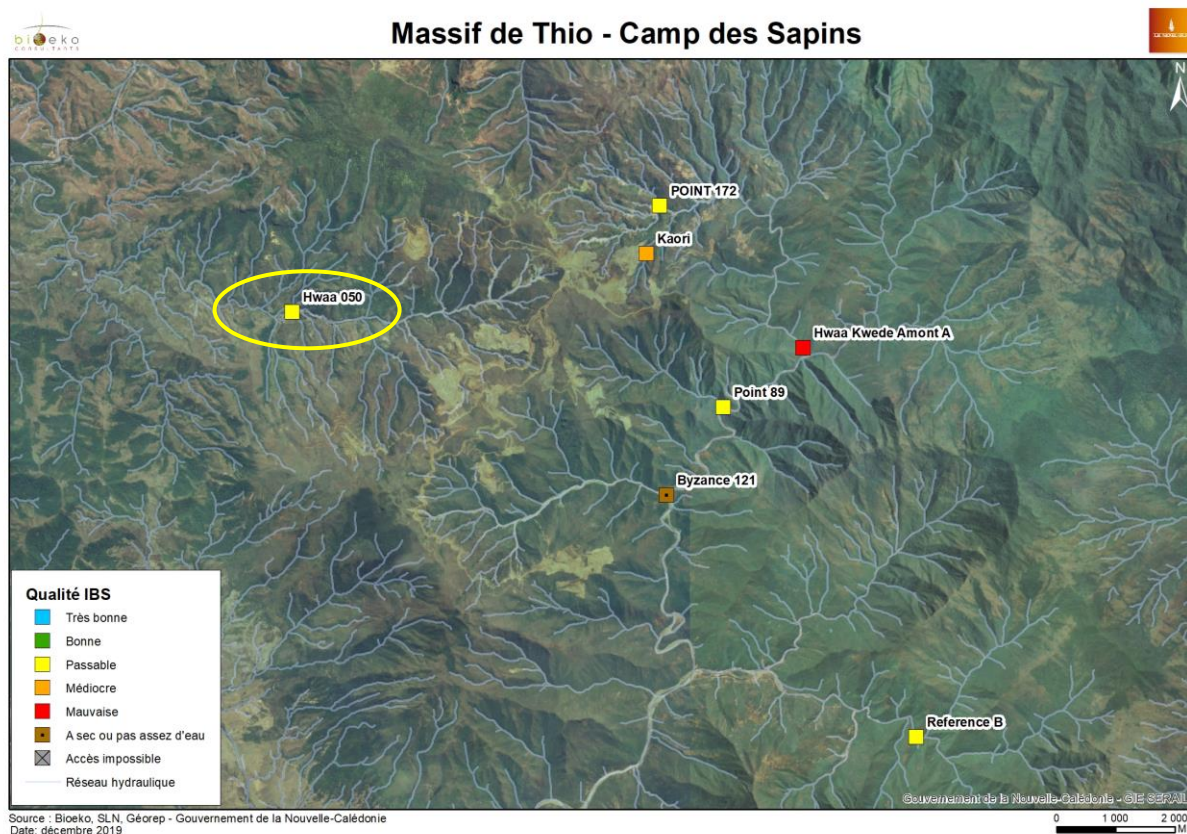 bioeko
CONSULTANTS
Massif de Thio - Camp des Sapins
N
POINT 172
Kaori
Hwaa 050
Hwaa Kwede Amont A
Point 89
Byzance 121
Qualité IBS
Très bonne
Bonne
Passable
Médiocre
Mauvaise
A sec ou pas assez d'eau
Accès impossible
Réseau hydraulique
Reference B
Gouvernement de la Nouvelle-Calédonie - GIE SERAIL
Source : Bioeko, SLN, Géorep - Gouvernement de la Nouvelle-Calédonie
Date: décembre 2019
0 1 000 2 000
M